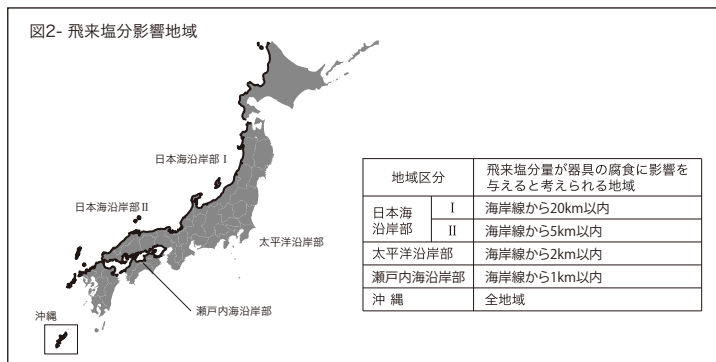 図2- 飛来塩分影響地域
日本海沿岸部 I
日本海沿岸部 II
太平洋沿岸部
瀬戸内海沿岸部
沖縄
地域区分
飛来塩分量が器具の腐食に影響を
与えると考えられる地域
日本海
沿岸部
I
海岸線から20km以内
II
海岸線から5km以内
太平洋沿岸部
海岸線から2km以内
瀬戸内海沿岸部
海岸線から1km以内
沖 縄
全地域